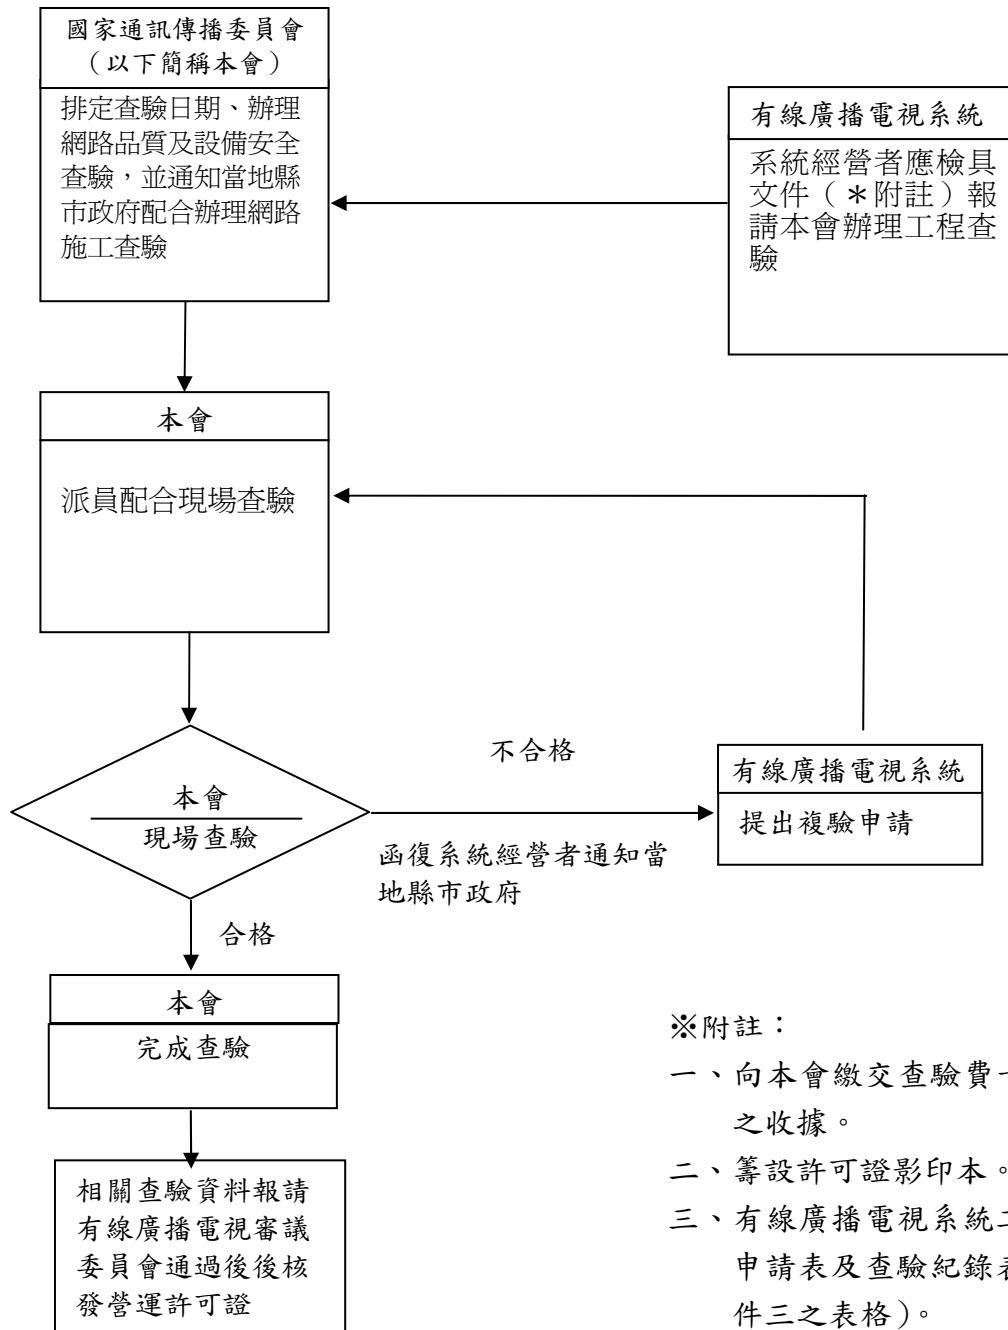 國家通訊傳播委員會
（以下簡稱本會）
排定查驗日期、辦理
網路品質及設備安全
查驗，並通知當地縣
市政府配合辦理網路
施工查驗
有線廣播電視系統
系統經營者應檢具
文件（＊附註）報
請本會辦理工程查
驗
本會
派員配合現場查驗
本會
現場查驗
不合格
函復系統經營者通知當
地縣市政府
有線廣播電視系統
提出複驗申請
合格
本會
完成查驗
相關查驗資料報請
有線廣播電視審議
委員會通過後後核
發營運許可證
※附註：
一、向本會繳交查驗費
之收據。
二、籌設許可證影印本。
三、有線廣播電視系統
申請表及查驗紀錄
件三之表格）。